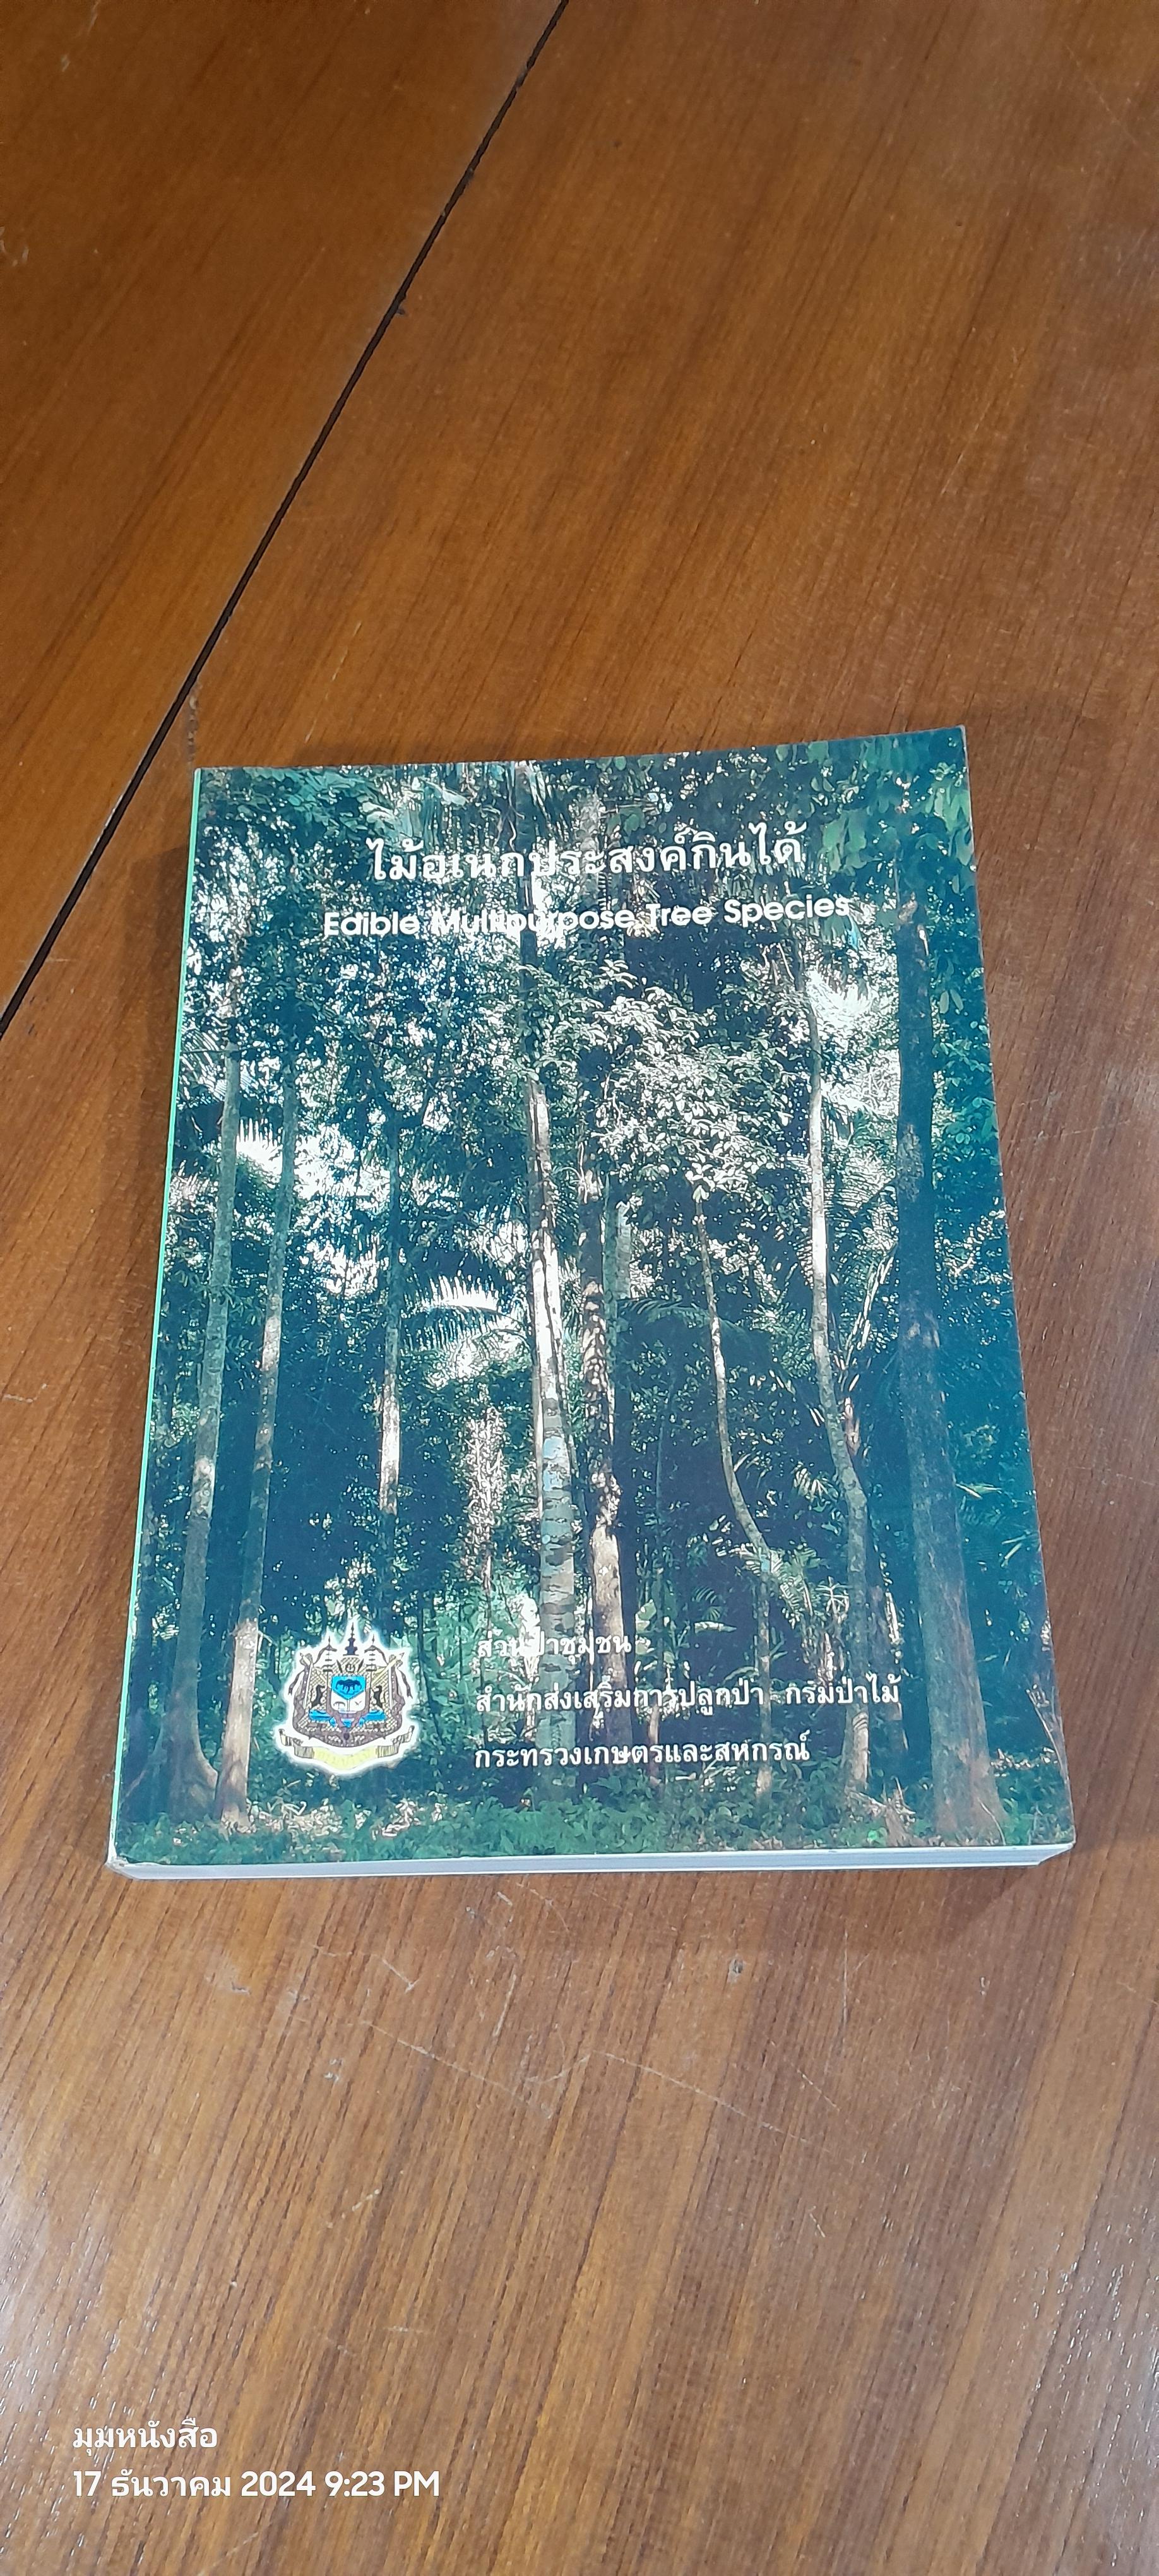 ไม้อเนกประสงค์กินได้
Edible Multipurpose Tree Species
ส่วนป่าชุมชน
สำนักส่งเสริมการปลูกป่า กรมป่าไม้
กระทรวงเกษตรและสหกรณ์
มุมหนังสือ
17 ธันวาคม 2024 9:23 PM